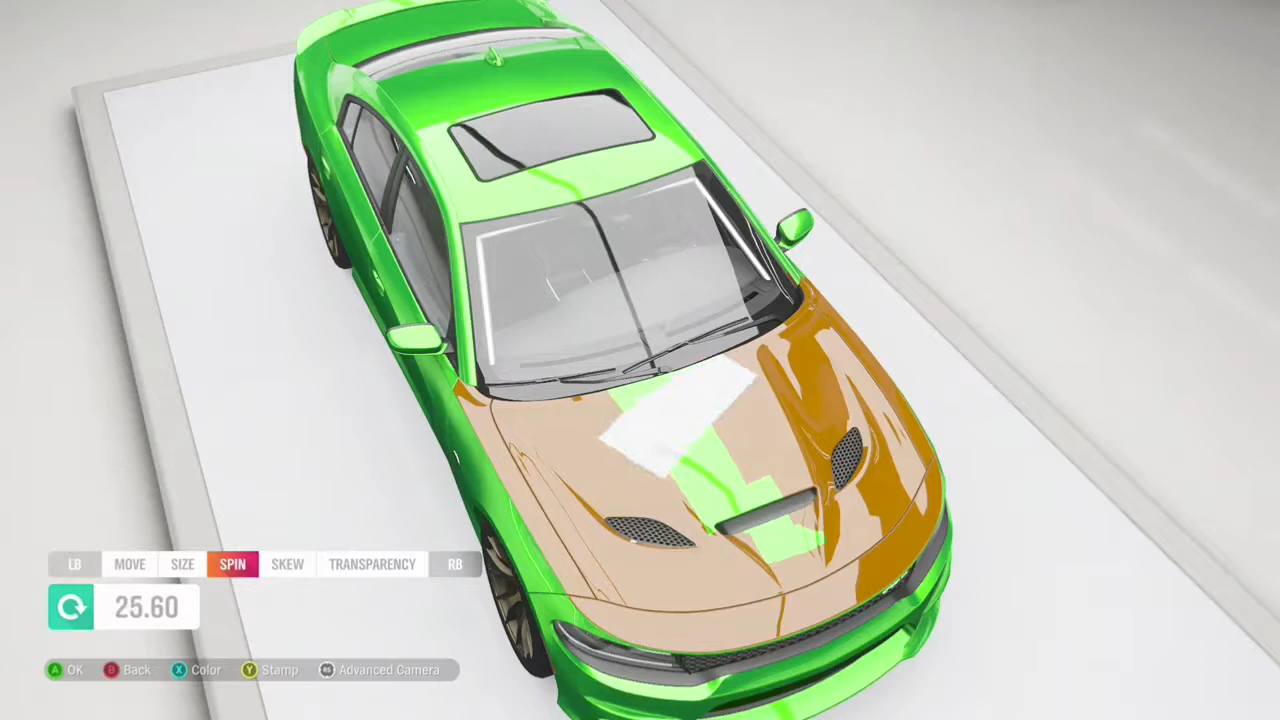 LB MOVE SIZE SPIN SKEW TRANSPARENCY RB
25.60
A OK B Back X Color Y Stamp RS Advanced Camera